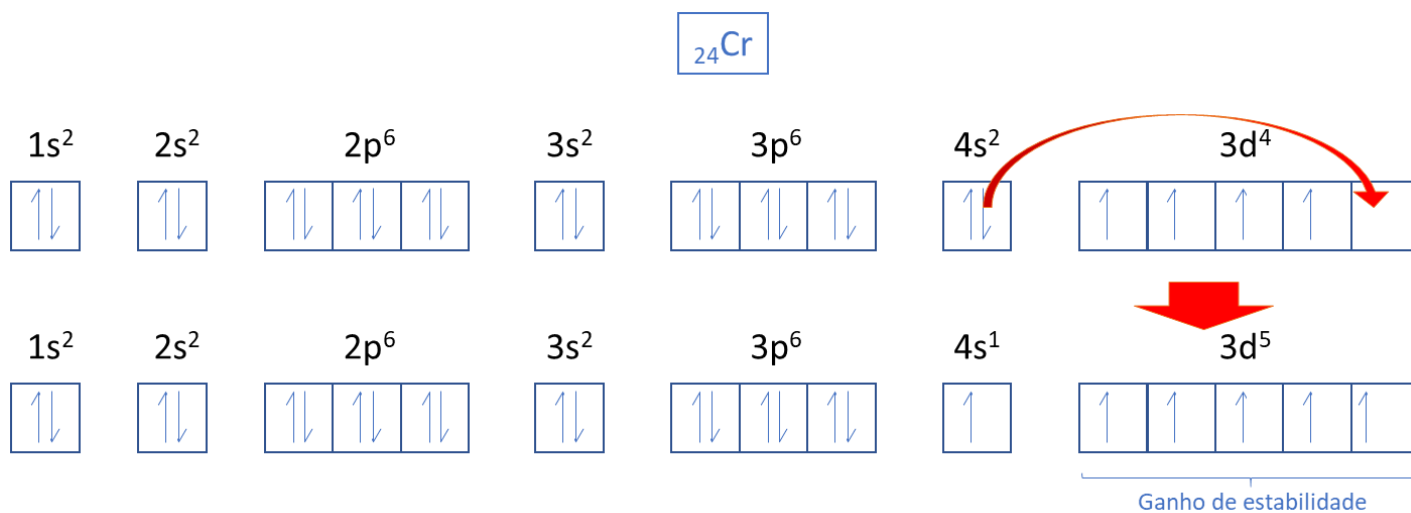 ₂₄Cr
1s² 2s² 2p⁶ 3s² 3p⁶ 4s² 3d⁴
1s² 2s² 2p⁶ 3s² 3p⁶ 4s¹ 3d⁵
Ganho de estabilidade